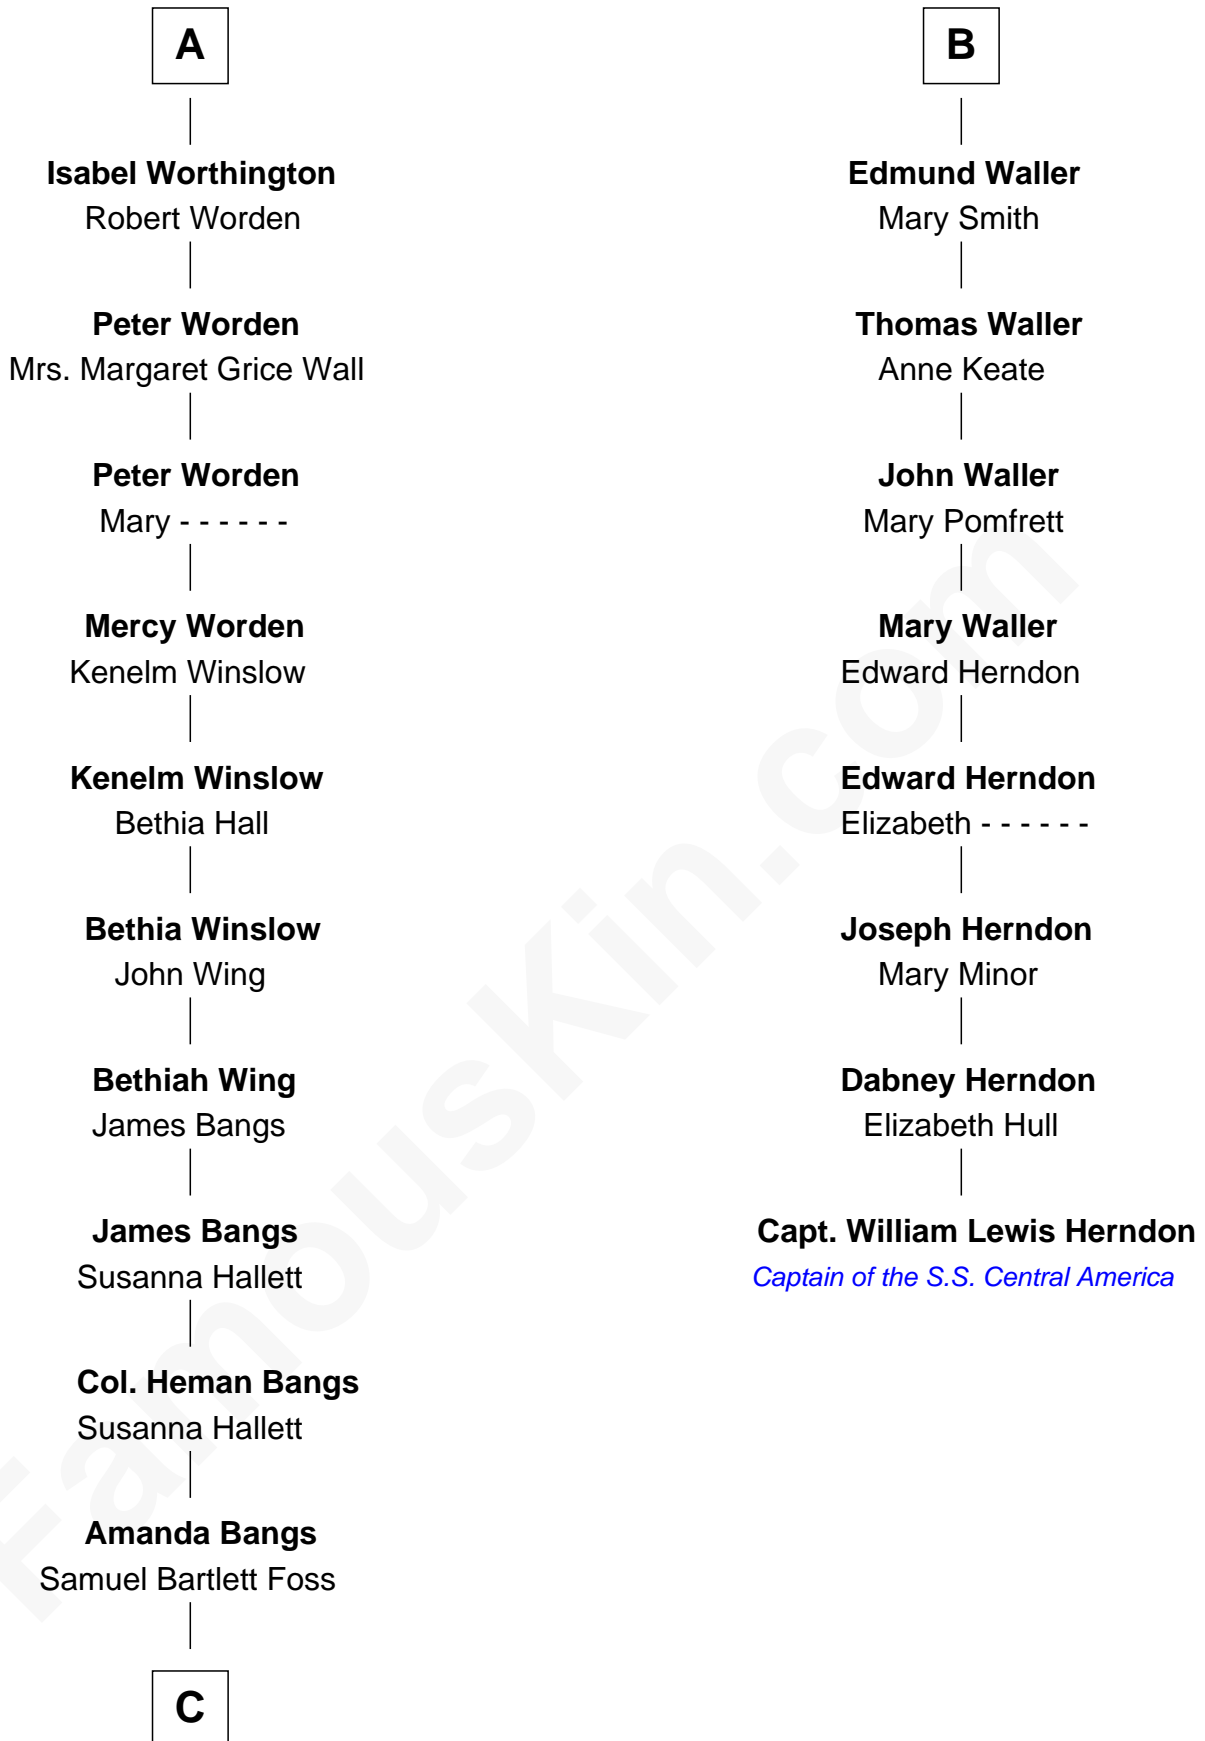 A
Isabel Worthington
Robert Worden
Peter Worden
Mrs. Margaret Grice Wall
Peter Worden
Mary - - - - - -
Mercy Worden
Kenelm Winslow
Kenelm Winslow
Bethia Hall
Bethia Winslow
John Wing
Bethiah Wing
James Bangs
James Bangs
Susanna Hallett
Col. Heman Bangs
Susanna Hallett
Amanda Bangs
Samuel Bartlett Foss
C
B
Edmund Waller
Mary Smith
Thomas Waller
Anne Keate
John Waller
Mary Pomfrett
Mary Waller
Edward Herndon
Edward Herndon
Elizabeth - - - - - -
Joseph Herndon
Mary Minor
Dabney Herndon
Elizabeth Hull
Capt. William Lewis Herndon
Captain of the S.S. Central America
FamousKin.com